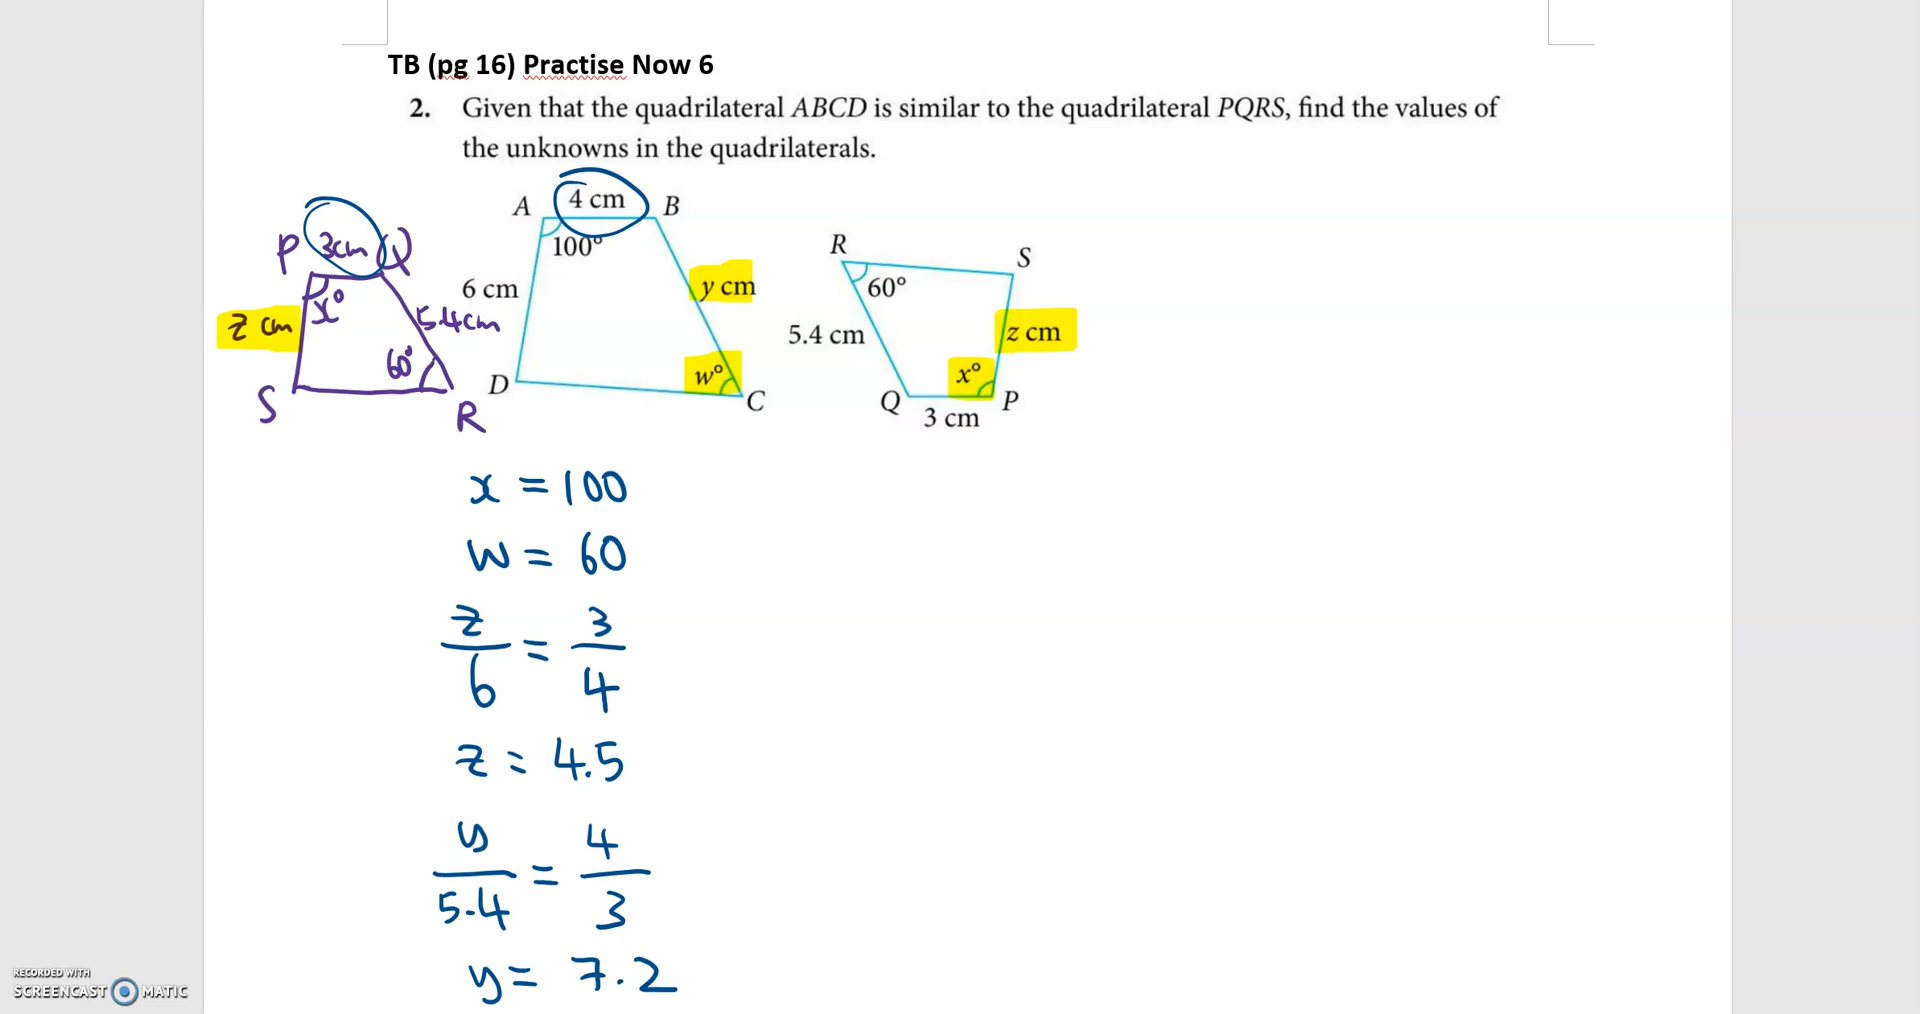 TB (pg 16) Practise Now 6
2. Given that the quadrilateral ABCD is similar to the quadrilateral PQRS, find the values of
the unknowns in the quadrilaterals.
A 4 cm B
100°
6 cm
y cm
D
w°
C
R
S
60°
5.4 cm
z cm
x°
Q
3 cm
P
P 3cm Q
x°
z cm
5.4cm
60°
S
R
x = 100
w = 60
z/6 = 3/4
z = 4.5
y/5.4 = 4/3
y = 7.2
RECORDED WITH
SCREENCAST MATIC